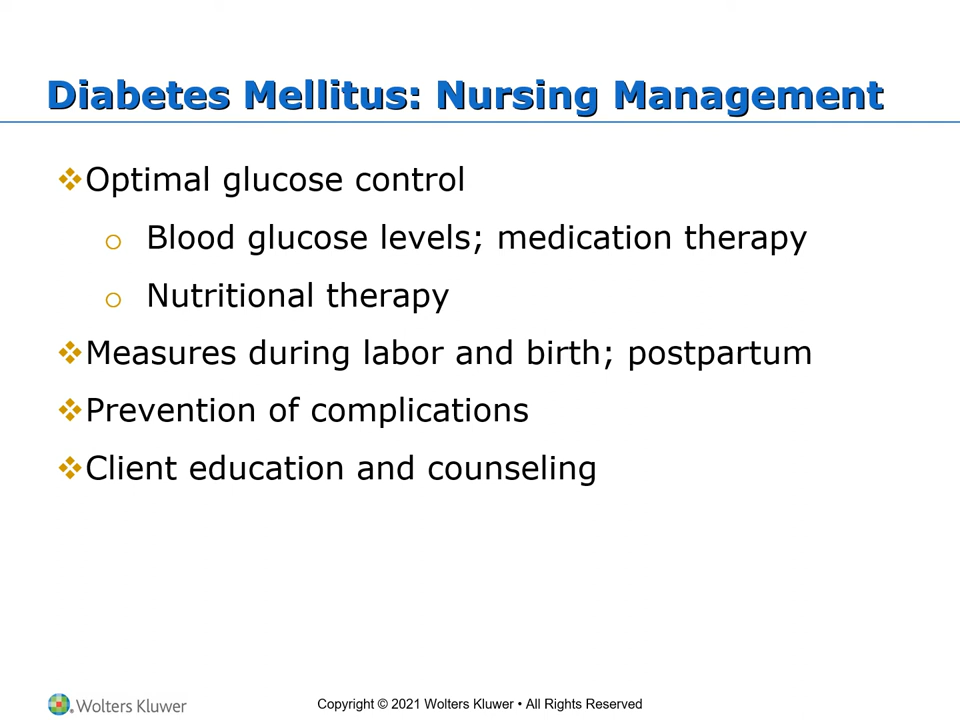 Diabetes Mellitus: Nursing Management
❖Optimal glucose control
o Blood glucose levels; medication therapy
o Nutritional therapy
❖Measures during labor and birth; postpartum
❖Prevention of complications
❖Client education and counseling
Wolters Kluwer
Copyright © 2021 Wolters Kluwer • All Rights Reserved